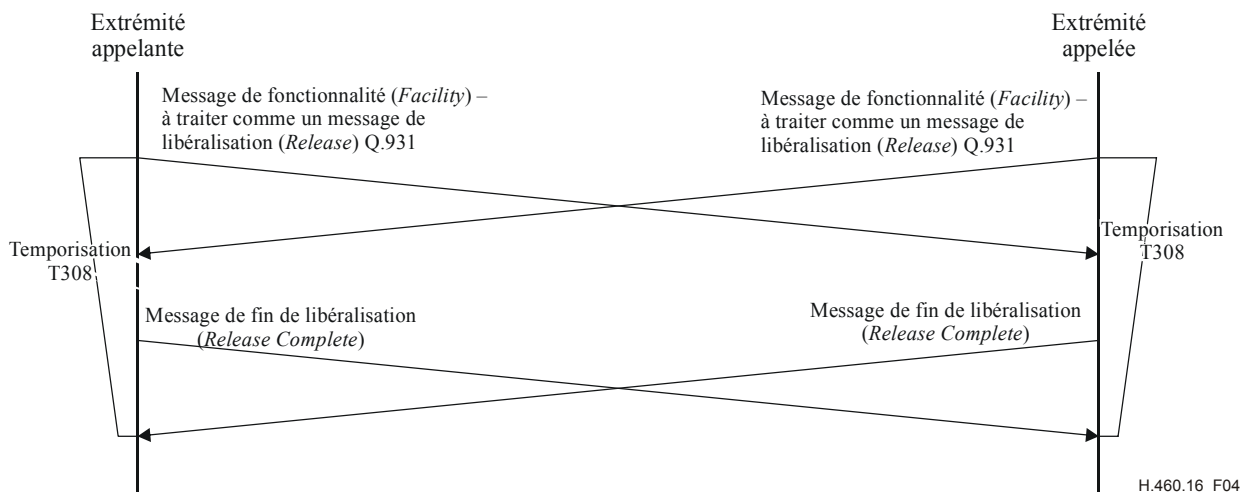 Extrémité
appelante
Extrémité
appelée
Message de fonctionnalité (Facility) –
à traiter comme un message de
libéralisation (Release) Q.931
Message de fonctionnalité (Facility) –
à traiter comme un message de
libéralisation (Release) Q.931
Temporisation
T308
Temporisation
T308
Message de fin de libéralisation
(Release Complete)
Message de fin de libéralisation
(Release Complete)
H.460.16_F04